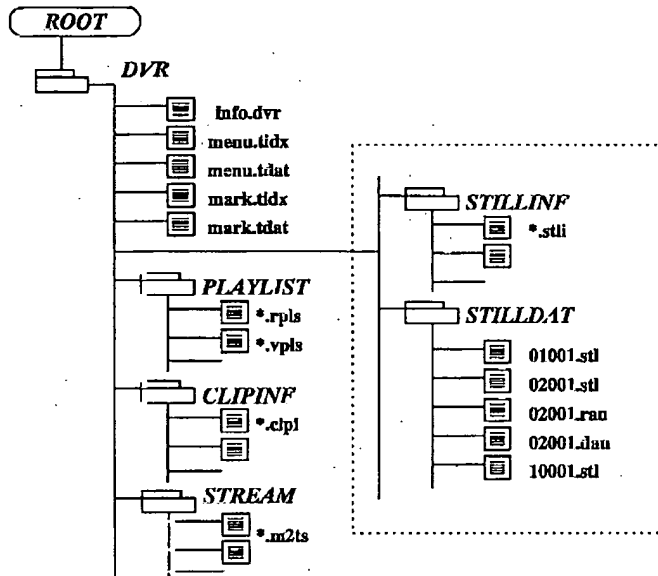 ROOT
DVR
info.dvr
menu.tidx
menu.tdat
mark.tidx
mark.tdat
PLAYLIST
*.rpls
*.vpls
CLIPINF
*.clpi
STREAM
*.m2ts
STILLINF
*.stli
STILLDAT
01001.stl
02001.stl
02001.rau
02001.dau
10001.stl